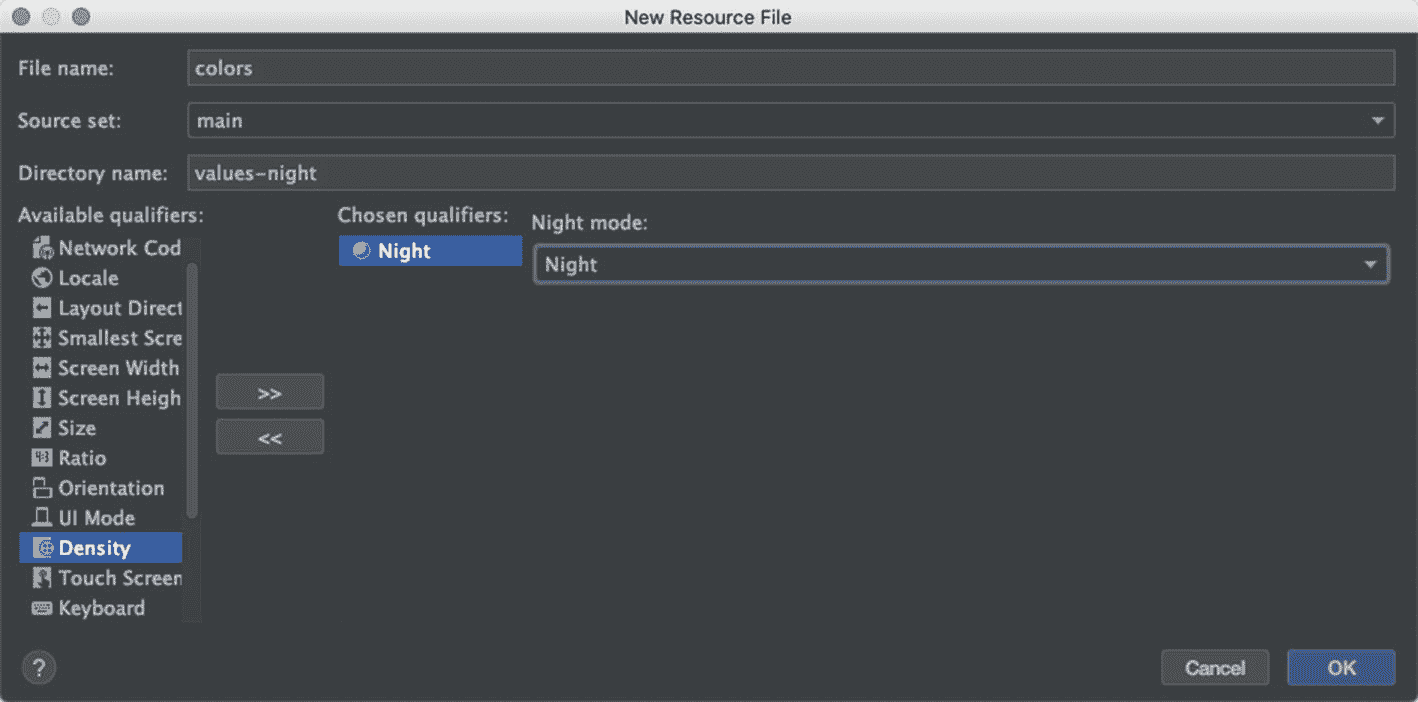 New Resource File
File name:
colors
Source set:
main
Directory name:
values-night
Available qualifiers:
Network Cod
Locale
Layout Direct
Smallest Scre
Screen Width
Screen Heigh
Size
Ratio
Orientation
UI Mode
Density
Touch Screen
Keyboard
>>
<<
Chosen qualifiers:
Night
Night mode:
Night
?
Cancel
OK